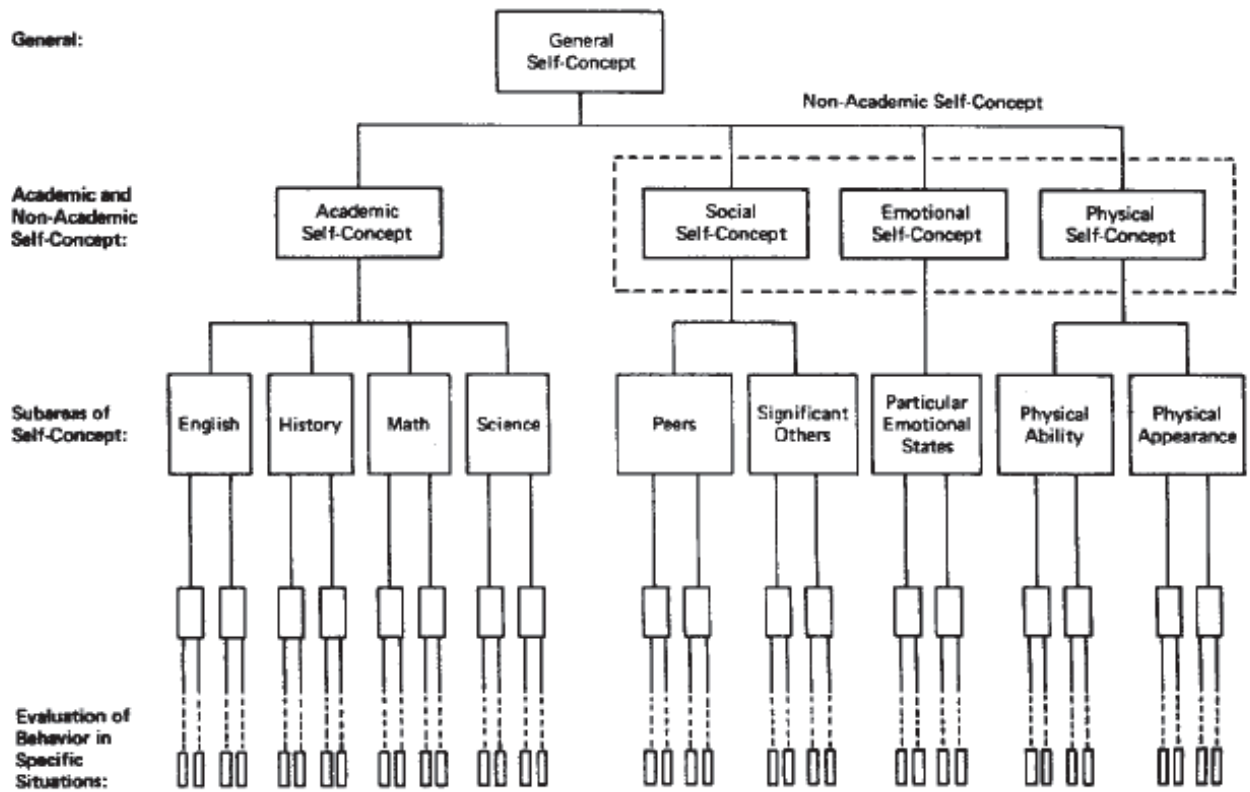 General:
General
Self-Concept
Non-Academic Self-Concept
Academic and
Non-Academic
Self-Concept:
Academic
Self-Concept
Social
Self-Concept
Emotional
Self-Concept
Physical
Self-Concept
Subareas of
Self-Concept:
English
History
Math
Science
Peers
Significant
Others
Particular
Emotional
States
Physical
Ability
Physical
Appearance
Evaluation of
Behavior in
Specific
Situations: